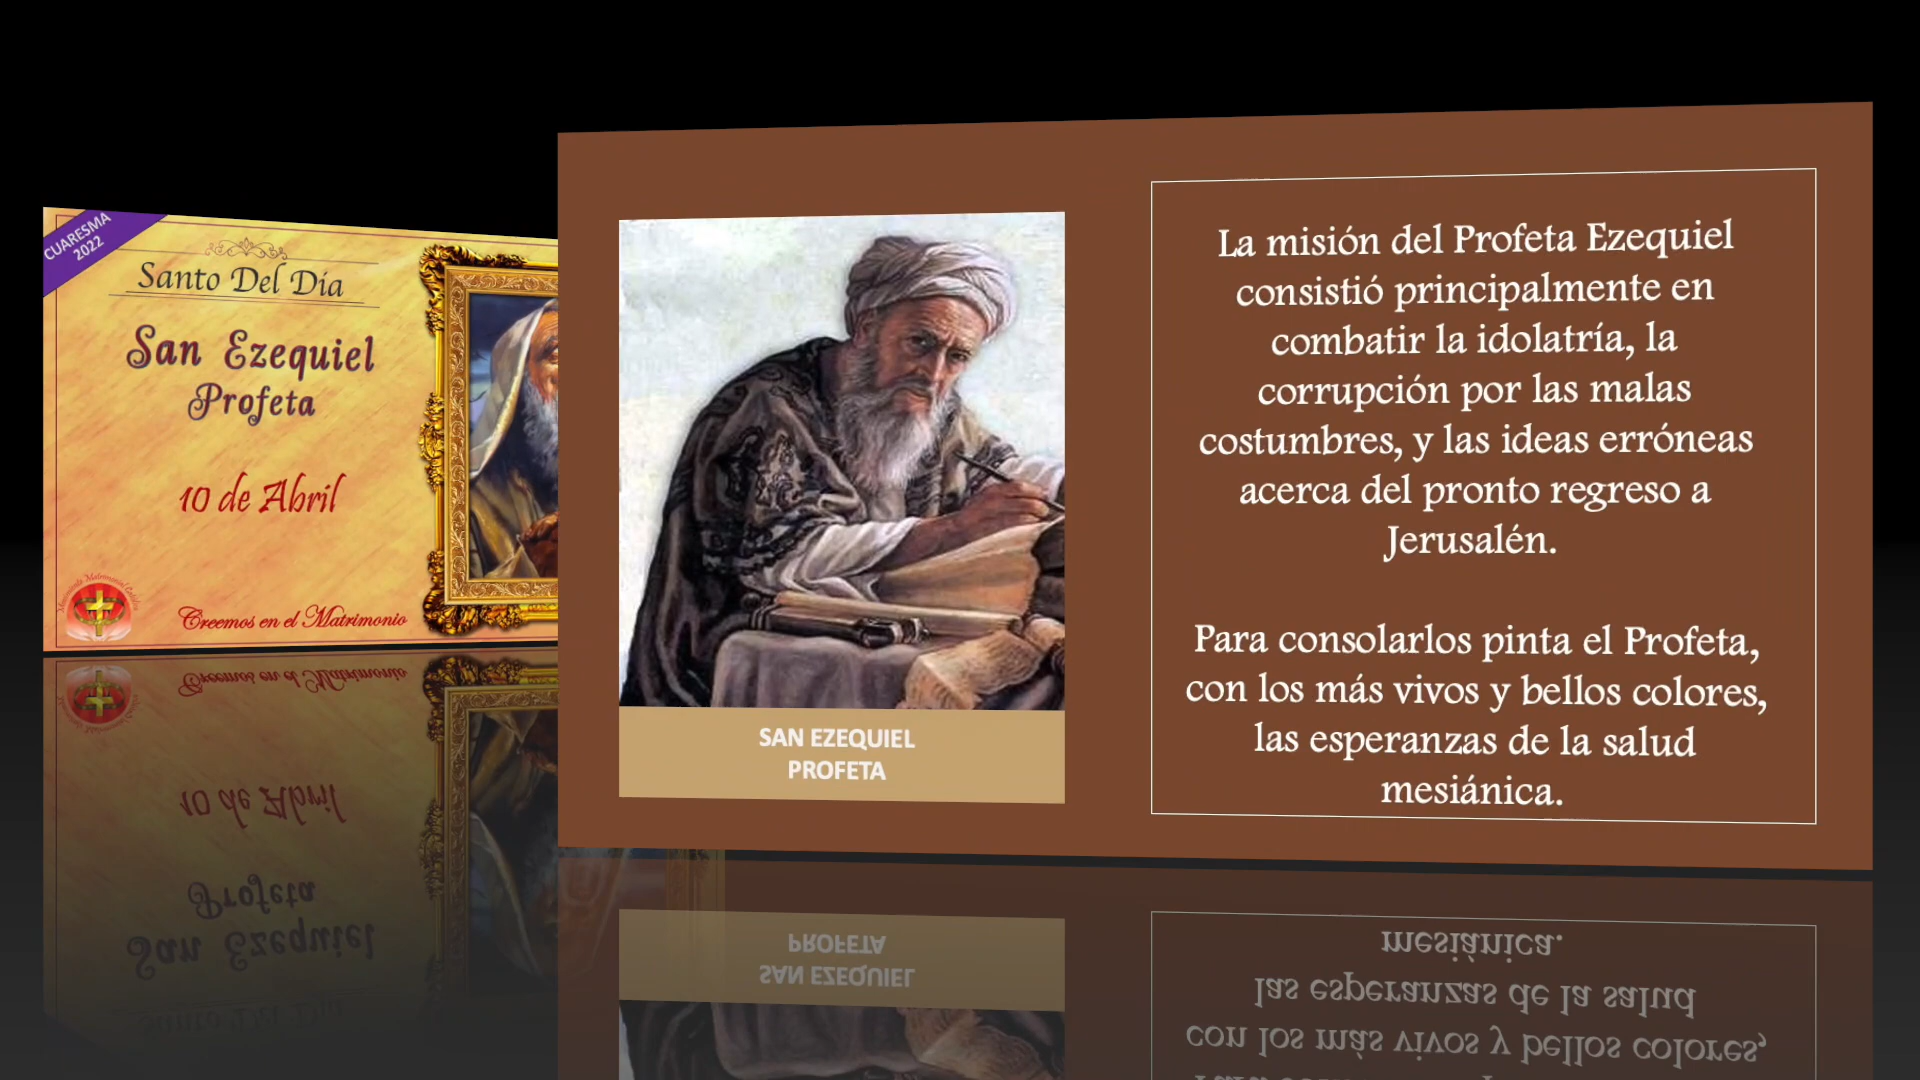 CUARESMA
2022
Santo Del Día
San Ezequiel
Profeta
10 de Abril
Creemos en el Matrimonio
SAN EZEQUIEL
PROFETA
La misión del Profeta Ezequiel
consistió principalmente en
combatir la idolatría, la
corrupción por las malas
costumbres, y las ideas erróneas
acerca del pronto regreso a
Jerusalén.
Para consolarlos pinta el Profeta,
con los más vivos y bellos colores,
las esperanzas de la salud
mesiánica.